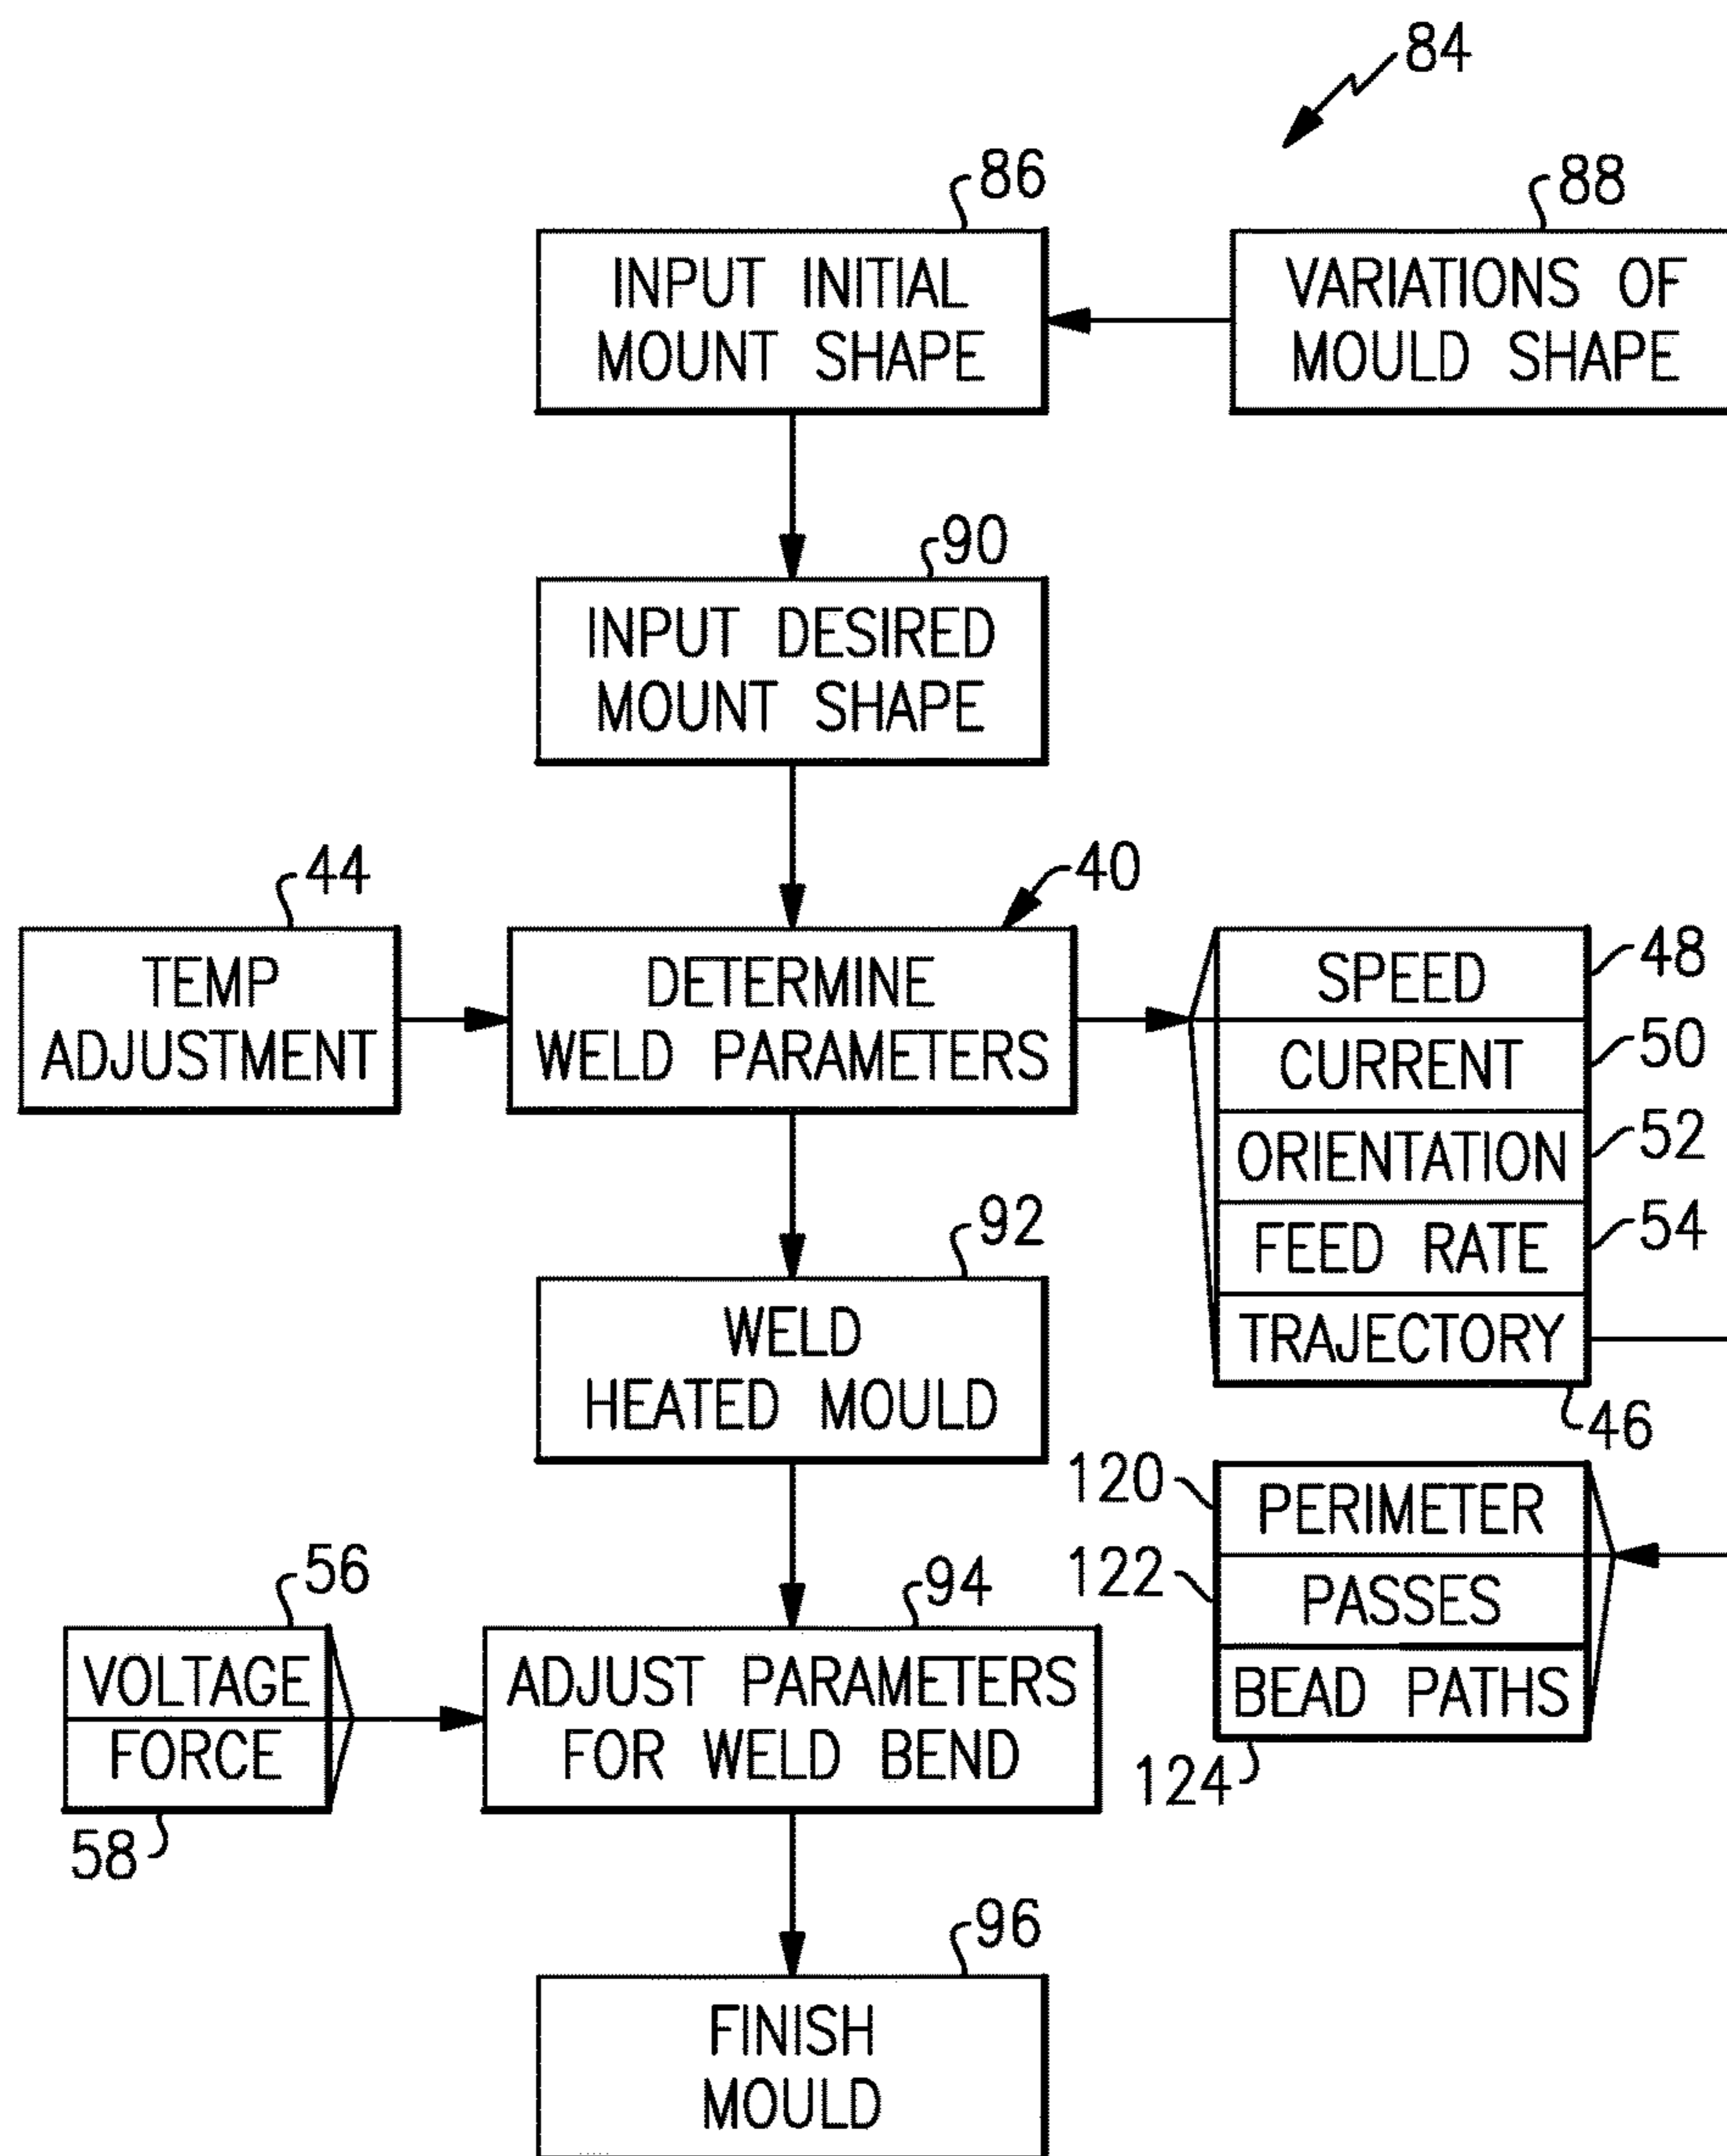 84
86
88
INPUT INITIAL
MOUNT SHAPE
VARIATIONS OF
MOULD SHAPE
90
INPUT DESIRED
MOUNT SHAPE
44
40
TEMP
ADJUSTMENT
DETERMINE
WELD PARAMETERS
SPEED
48
CURRENT
50
ORIENTATION
52
FEED RATE
54
TRAJECTORY
46
92
WELD
HEATED MOULD
120
PERIMETER
122
PASSES
BEAD PATHS
124
56
VOLTAGE
FORCE
58
94
ADJUST PARAMETERS
FOR WELD BEND
96
FINISH
MOULD